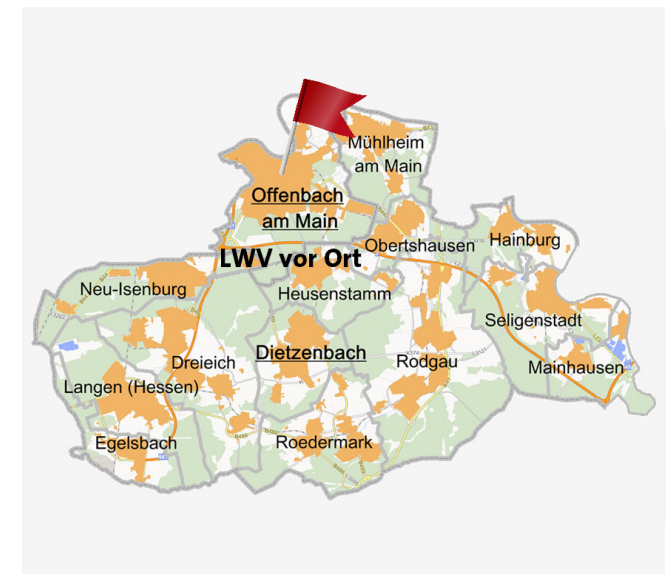 Mühlheim
am Main
Offenbach
am Main
Obertshausen
Hainburg
LWV vor Ort
Neu-Isenburg
Heusenstamm
Seligenstadt
Dietzenbach
Dreieich
Rodgau
Mainhausen
Langen (Hessen)
Egelsbach
Roedermark